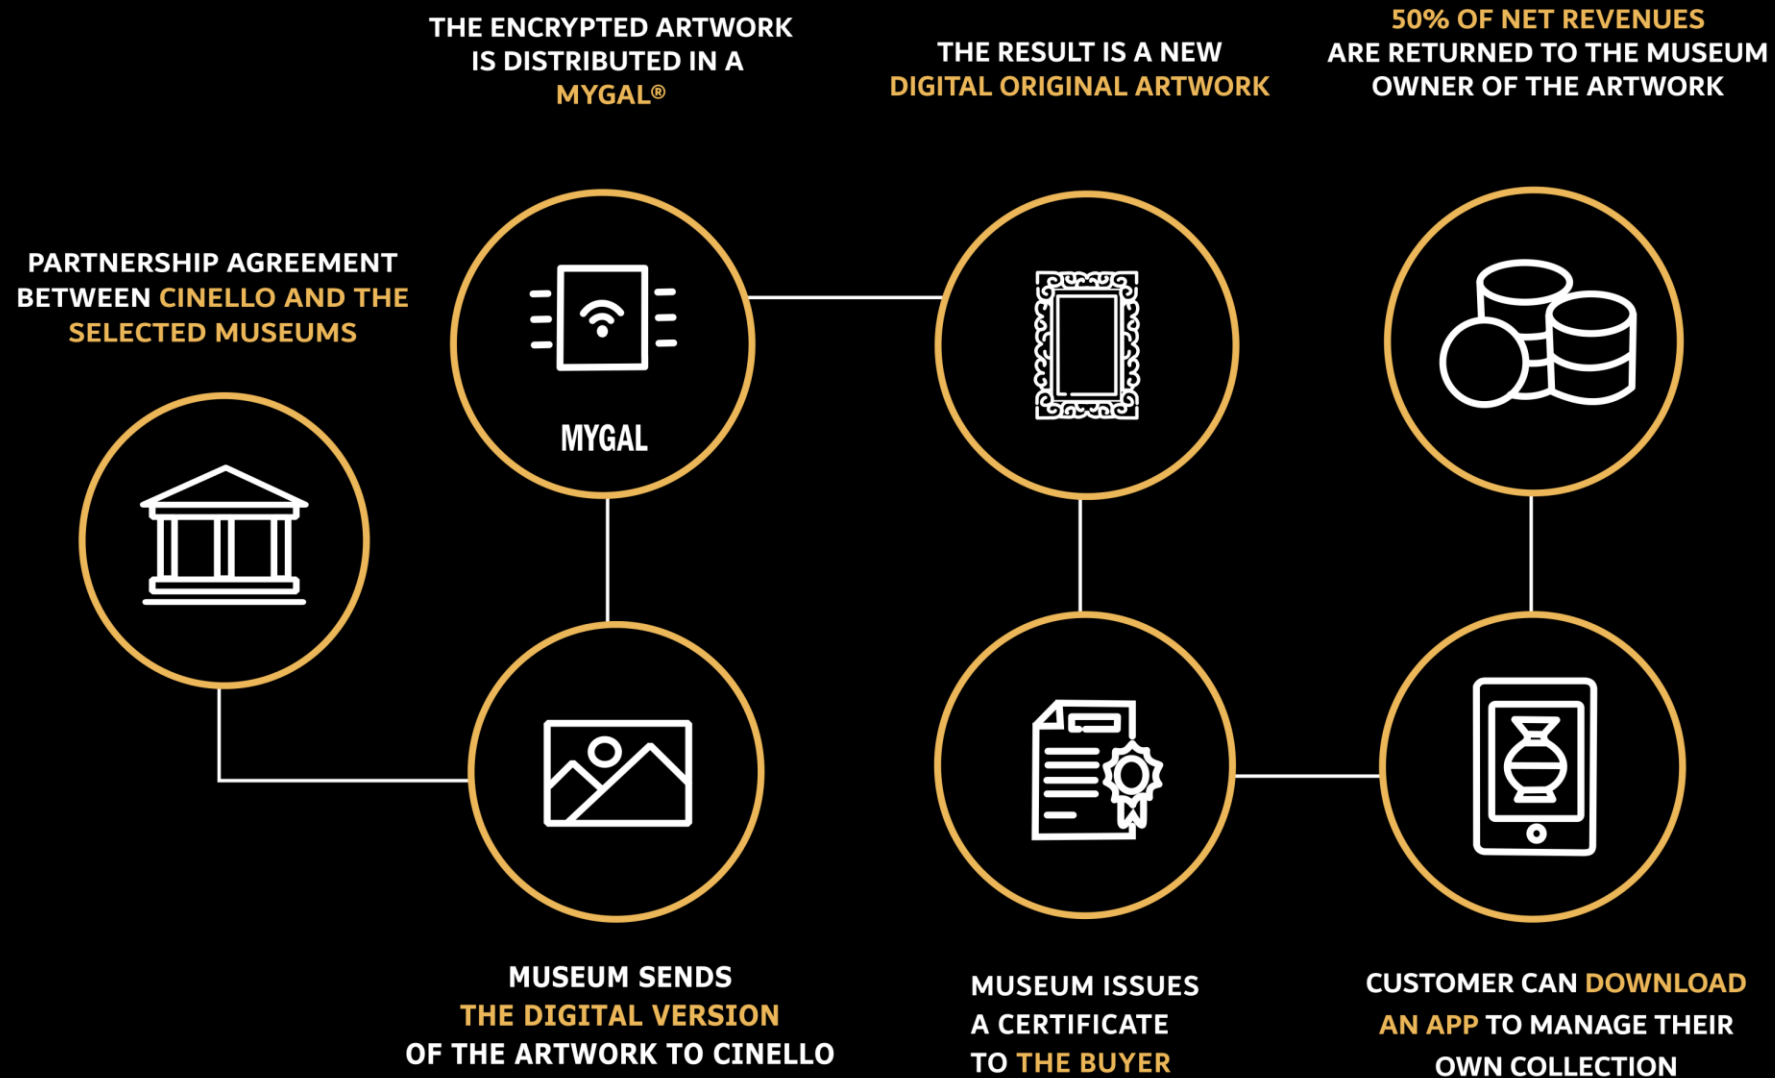 PARTNERSHIP AGREEMENT
BETWEEN CINELLO AND THE
SELECTED MUSEUMS
MUSEUM SENDS
THE DIGITAL VERSION
OF THE ARTWORK TO CINELLO
THE ENCRYPTED ARTWORK
IS DISTRIBUTED IN A
MYGAL®
MYGAL
THE RESULT IS A NEW
DIGITAL ORIGINAL ARTWORK
MUSEUM ISSUES
A CERTIFICATE
TO THE BUYER
CUSTOMER CAN DOWNLOAD
AN APP TO MANAGE THEIR
OWN COLLECTION
50% OF NET REVENUES
ARE RETURNED TO THE MUSEUM
OWNER OF THE ARTWORK